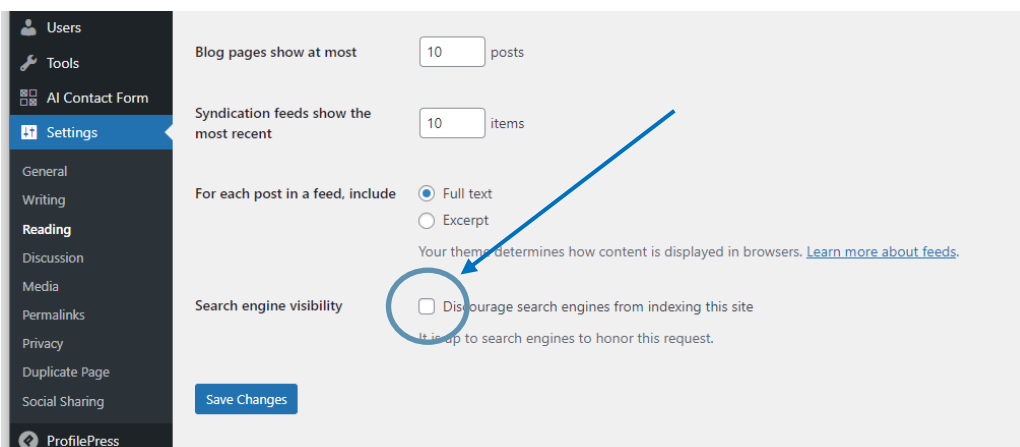 Users
Tools
AI Contact Form
Settings
General
Writing
Reading
Discussion
Media
Permalinks
Privacy
Duplicate Page
Social Sharing
ProfilePress
Blog pages show at most
10 posts
Syndication feeds show the
most recent
10 items
For each post in a feed, include
Full text
Excerpt
Your theme determines how content is displayed in browsers. Learn more about feeds.
Search engine visibility
Discourage search engines from indexing this site
It is up to search engines to honor this request.
Save Changes